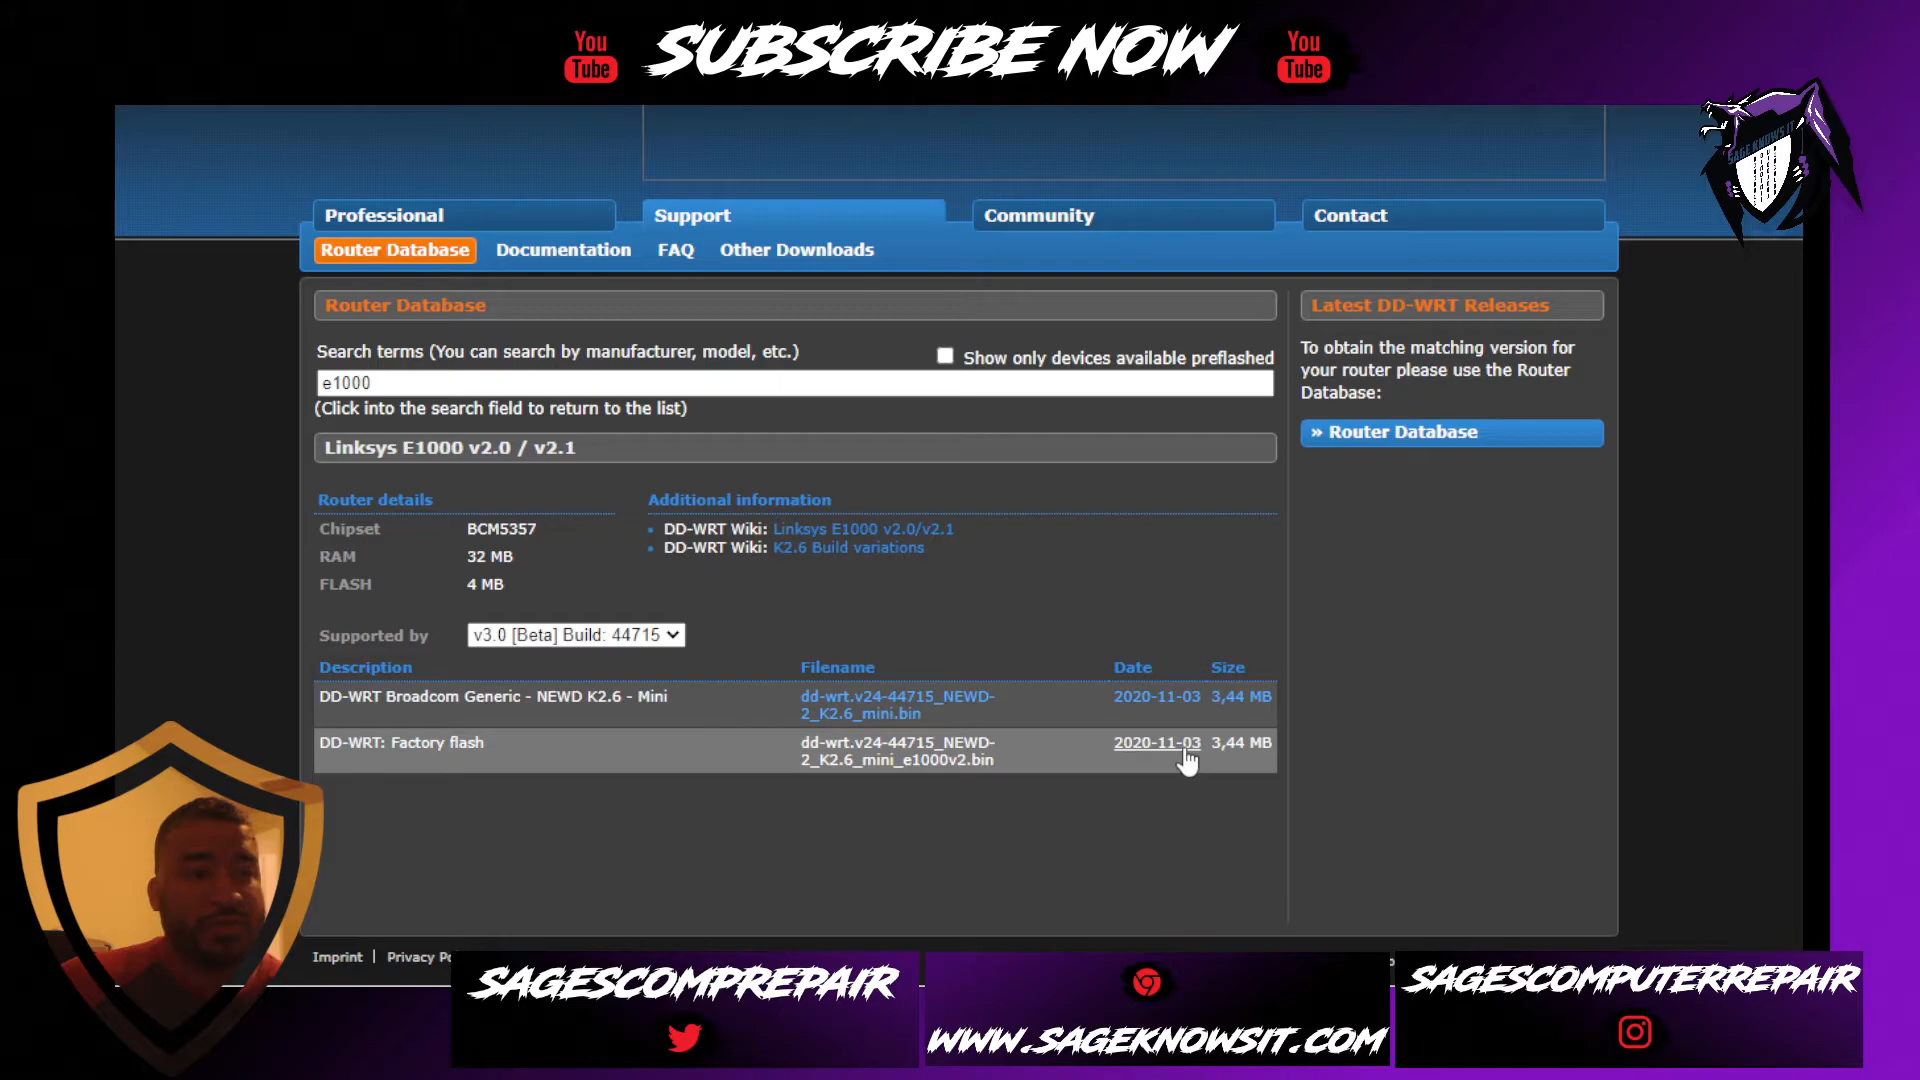 You
Tube
SUBSCRIBE NOW
You
Tube
SAGE KNOWS IT
Professional
Support
Community
Contact
Router Database
Documentation
FAQ
Other Downloads
Router Database
Latest DD-WRT Releases
Search terms (You can search by manufacturer, model, etc.)
Show only devices available preflashed
e1000
(Click into the search field to return to the list)
To obtain the matching version for
your router please use the Router
Database:
» Router Database
Linksys E1000 v2.0 / v2.1
Router details
Additional information
Chipset BCM5357
DD-WRT Wiki: Linksys E1000 v2.0/v2.1
DD-WRT Wiki: K2.6 Build variations
RAM 32 MB
FLASH 4 MB
Supported by v3.0 [Beta] Build: 44715
Description Filename Date Size
DD-WRT Broadcom Generic - NEWD K2.6 - Mini dd-wrt.v24-44715_NEWD- 2020-11-03 3,44 MB
2_K2.6_mini.bin
DD-WRT: Factory flash dd-wrt.v24-44715_NEWD- 2020-11-03 3,44 MB
2_K2.6_mini_e1000v2.bin
Imprint | Privacy Po
SAGESCOMPREPAIR
WWW.SAGEKNOWSIT.COM
SAGESCOMPUTERREPAIR